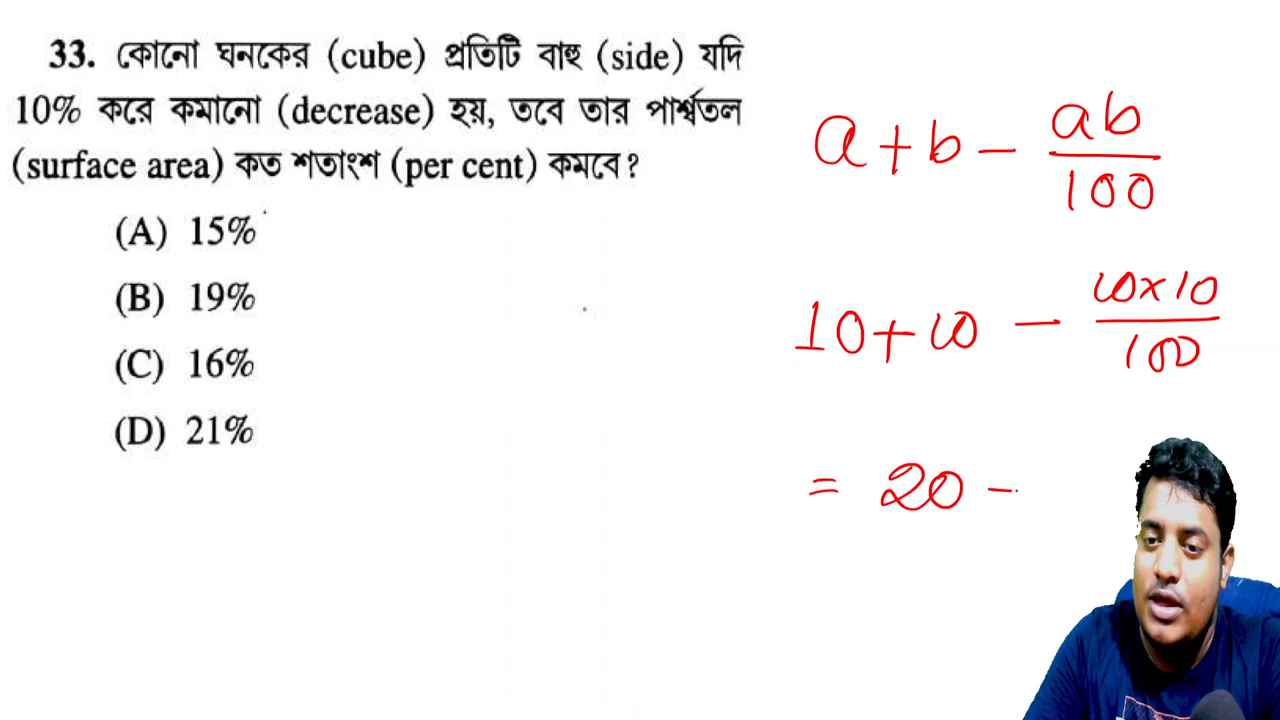 33. কোনো ঘনকের (cube) প্রতিটি বাহু (side) যদি
10% করে কমানো (decrease) হয়, তবে তার পার্শ্বতল
(surface area) কত শতাংশ (per cent) কমবে?
(A) 15%
(B) 19%
(C) 16%
(D) 21%
a + b - ab/100
10 + 10 - 10×10/100
= 20 -